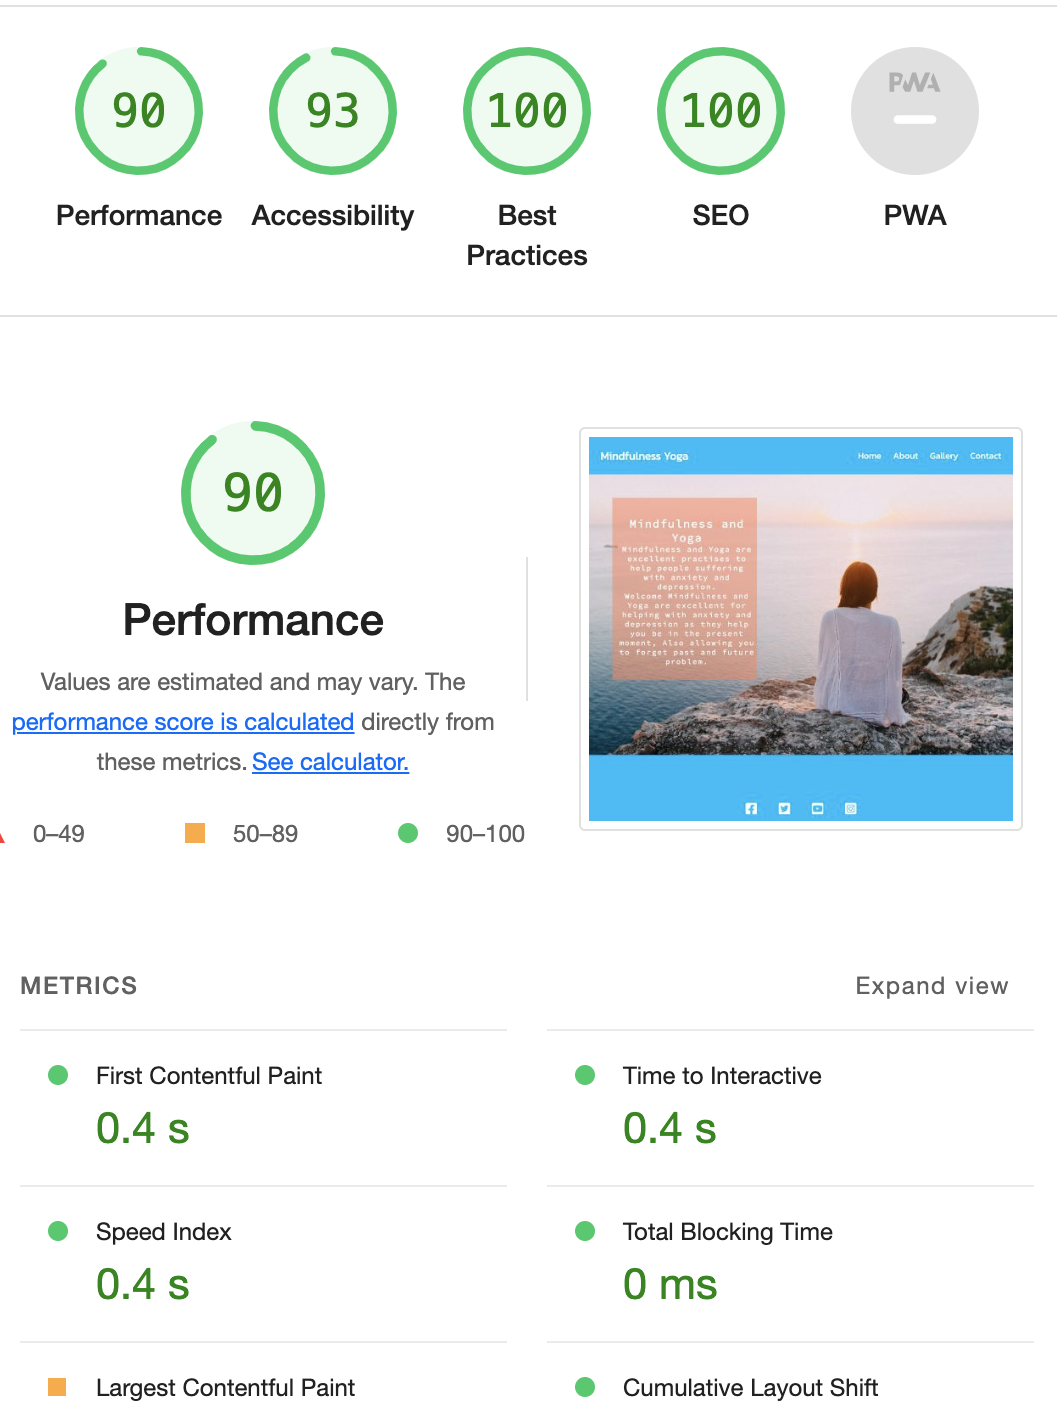 90
93
100
100
PWA
Performance
Accessibility
Best
Practices
SEO
PWA
90
Performance
Values are estimated and may vary. The
performance score is calculated directly from
these metrics. See calculator.
0–49
50–89
90–100
Mindfulness Yoga
Home About Gallery Contact
Mindfulness and
Yoga
Mindfulness and Yoga are
excellent practises to
help people suffering
with anxiety and
depression.
Welcome Mindfulness and
Yoga are excellent for
helping with anxiety and
depression as they help
you be in the present
moment, Also allowing you
to forget past and future
problem.
METRICS
Expand view
First Contentful Paint
0.4 s
Time to Interactive
0.4 s
Speed Index
0.4 s
Total Blocking Time
0 ms
Largest Contentful Paint
Cumulative Layout Shift